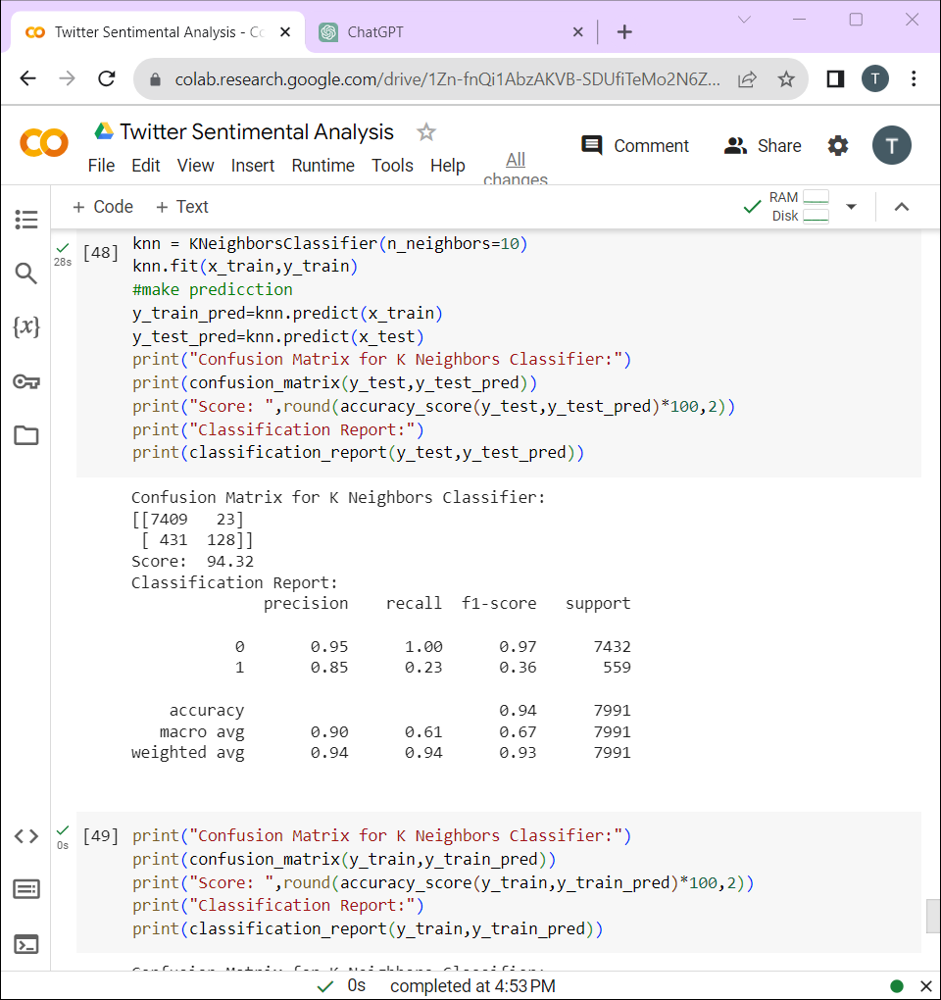 Twitter Sentimental Analysis - Co
ChatGPT
colab.research.google.com/drive/1Zn-fnQi1AbzAKVB-SDUfiTeMo2N6Z...
T
Twitter Sentimental Analysis
File Edit View Insert Runtime Tools Help All changes
Comment
Share
T
+ Code + Text
RAM
Disk
{x}
28s
[48]
knn = KNeighborsClassifier(n_neighbors=10)
knn.fit(x_train,y_train)
#make predicction
y_train_pred=knn.predict(x_train)
y_test_pred=knn.predict(x_test)
print("Confusion Matrix for K Neighbors Classifier:")
print(confusion_matrix(y_test,y_test_pred))
print("Score: ",round(accuracy_score(y_test,y_test_pred)*100,2))
print("Classification Report:")
print(classification_report(y_test,y_test_pred))
Confusion Matrix for K Neighbors Classifier:
[[7409   23]
 [ 431  128]]
Score:  94.32
Classification Report:
              precision    recall  f1-score   support
           0       0.95      1.00      0.97      7432
           1       0.85      0.23      0.36       559
    accuracy                           0.94      7991
   macro avg       0.90      0.61      0.67      7991
weighted avg       0.94      0.94      0.93      7991
0s
[49]
print("Confusion Matrix for K Neighbors Classifier:")
print(confusion_matrix(y_train,y_train_pred))
print("Score: ",round(accuracy_score(y_train,y_train_pred)*100,2))
print("Classification Report:")
print(classification_report(y_train,y_train_pred))
Confusion Matrix for K Neighbors Classifier:
0s completed at 4:53 PM